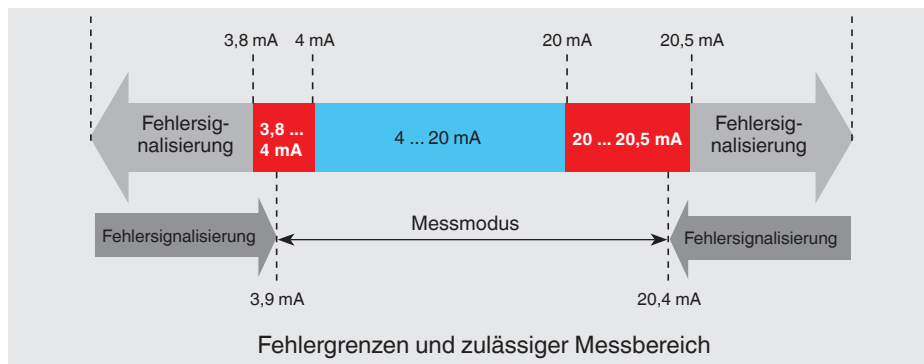 3,8 mA
4 mA
20 mA
20,5 mA
Fehlersig-
nalisierung
3,8 ...
4 mA
4 ... 20 mA
20 ... 20,5 mA
Fehlersig-
nalisierung
Fehlersignalisierung
Messmodus
Fehlersignalisierung
3,9 mA
20,4 mA
Fehlergrenzen und zulässiger Messbereich